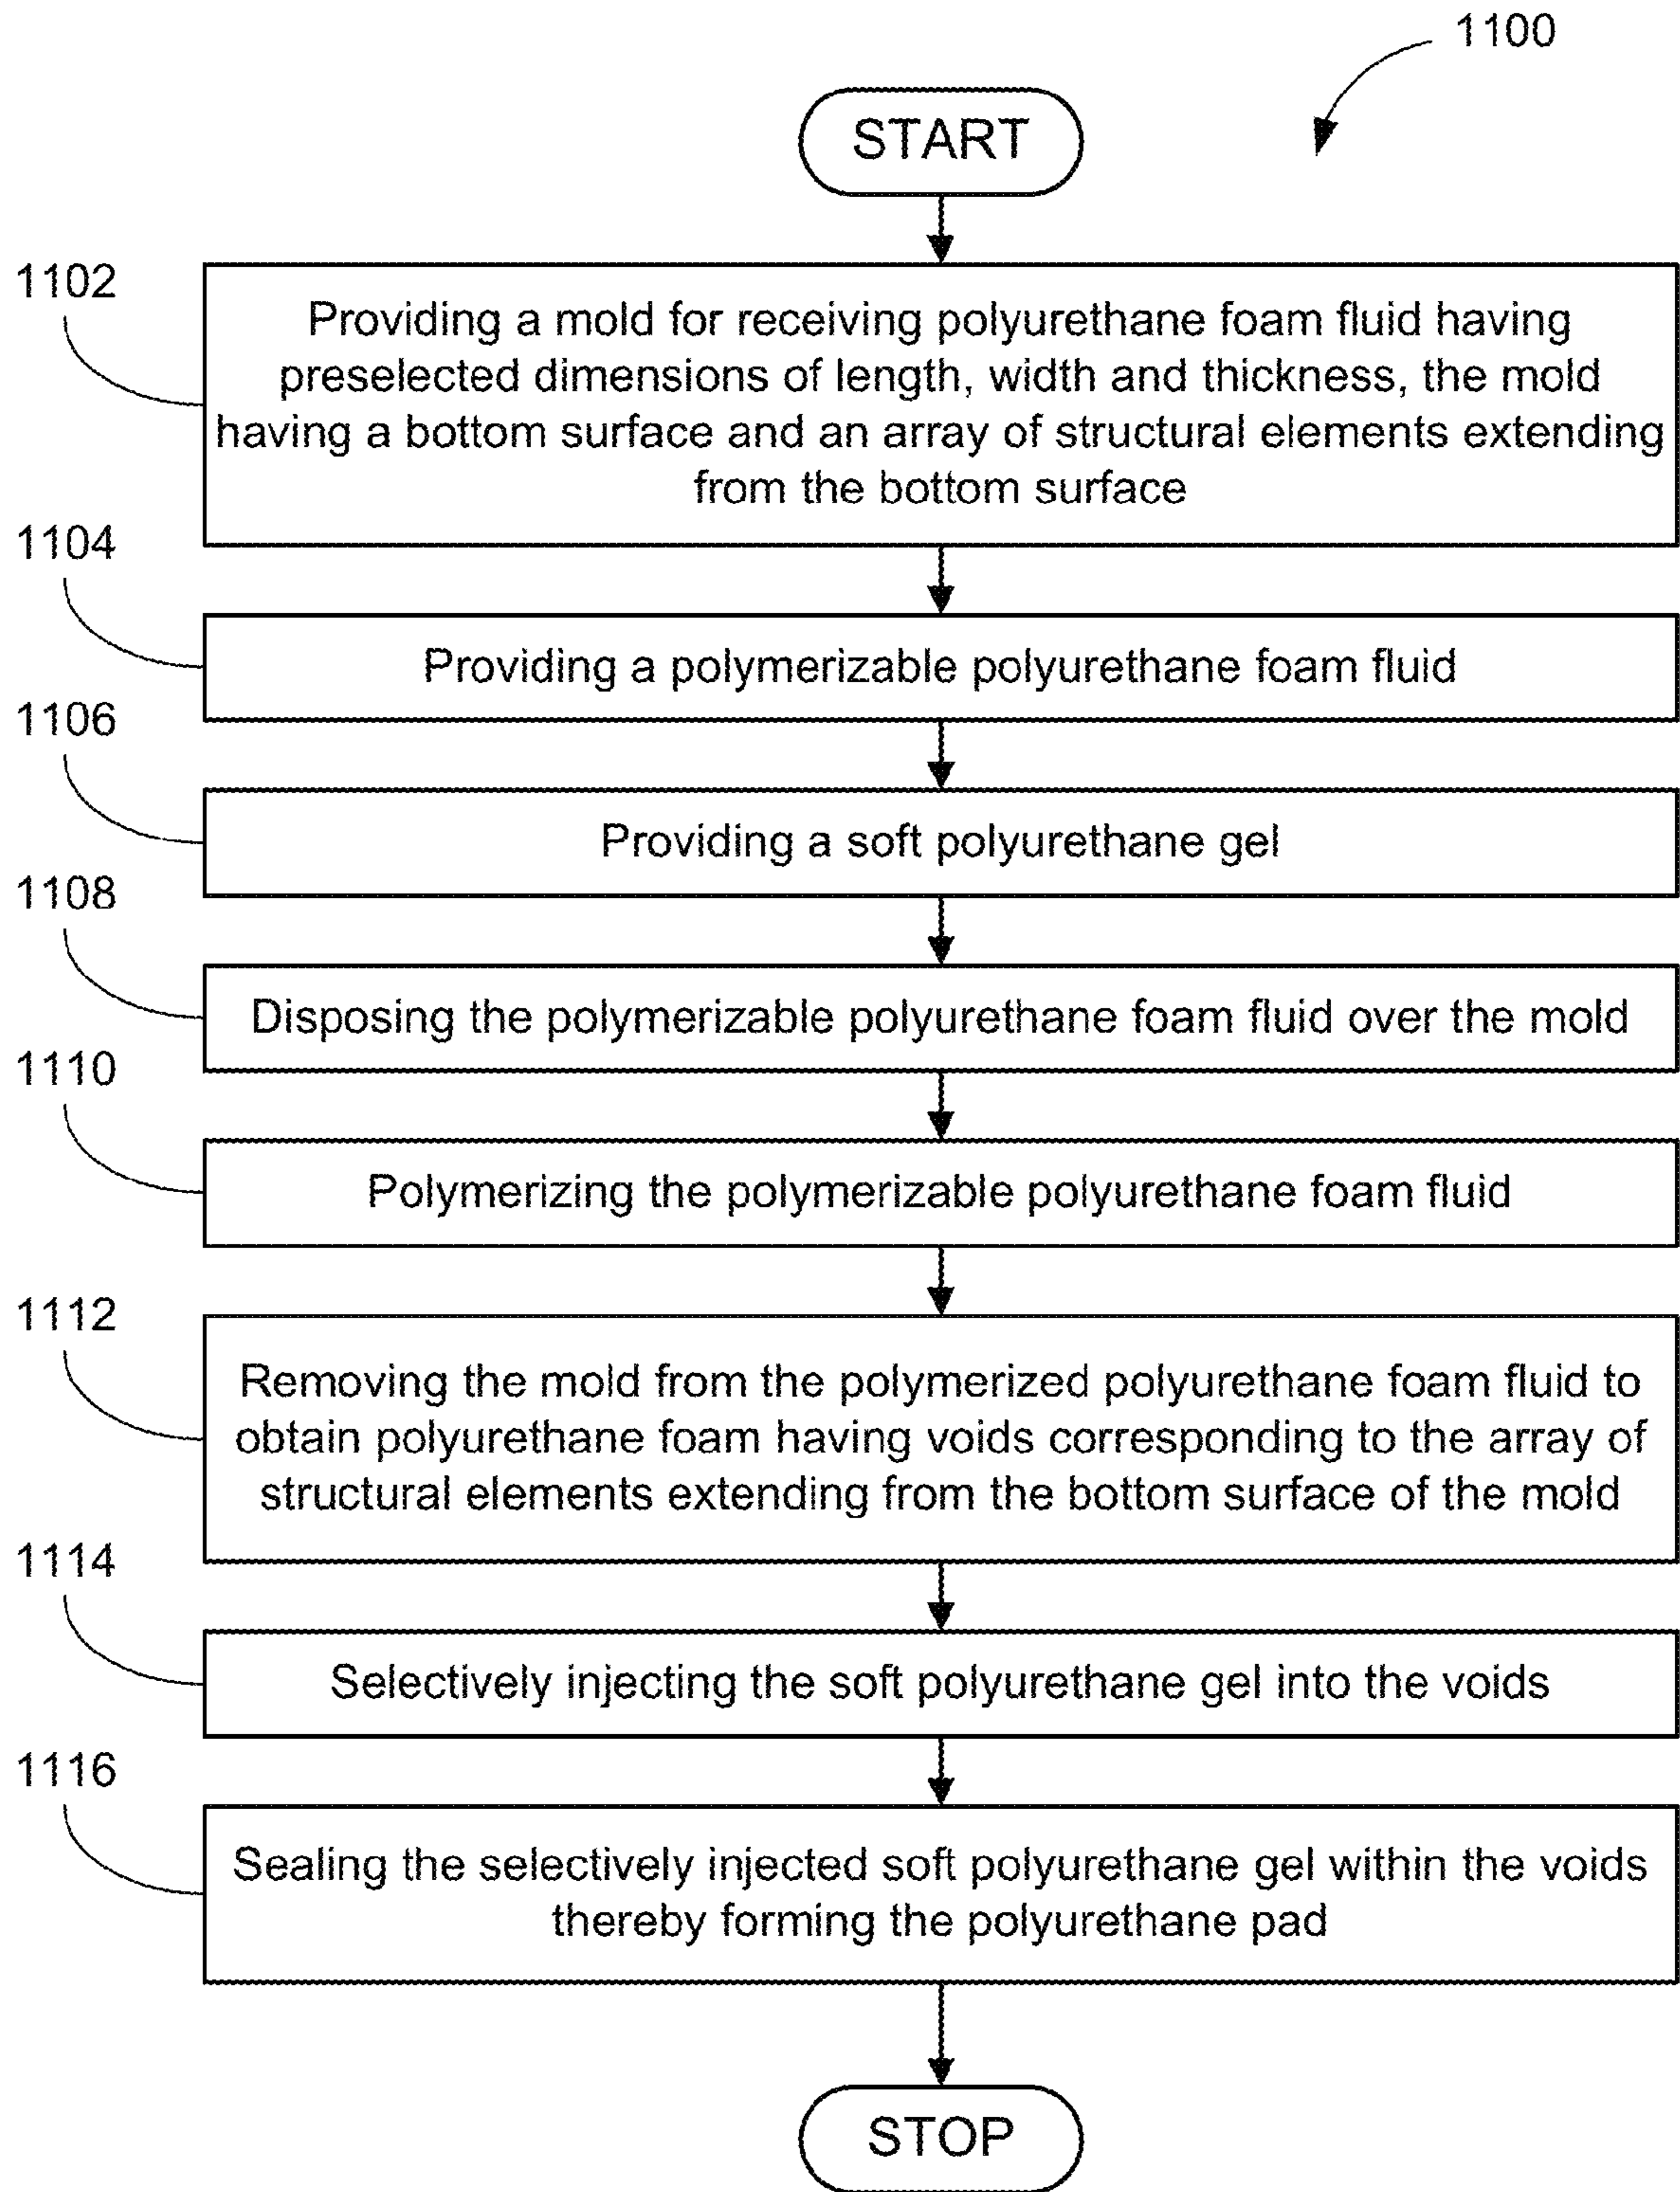 1100
START
1102
Providing a mold for receiving polyurethane foam fluid having
preselected dimensions of length, width and thickness, the mold
having a bottom surface and an array of structural elements extending
from the bottom surface
1104
Providing a polymerizable polyurethane foam fluid
1106
Providing a soft polyurethane gel
1108
Disposing the polymerizable polyurethane foam fluid over the mold
1110
Polymerizing the polymerizable polyurethane foam fluid
1112
Removing the mold from the polymerized polyurethane foam fluid to
obtain polyurethane foam having voids corresponding to the array of
structural elements extending from the bottom surface of the mold
1114
Selectively injecting the soft polyurethane gel into the voids
1116
Sealing the selectively injected soft polyurethane gel within the voids
thereby forming the polyurethane pad
STOP